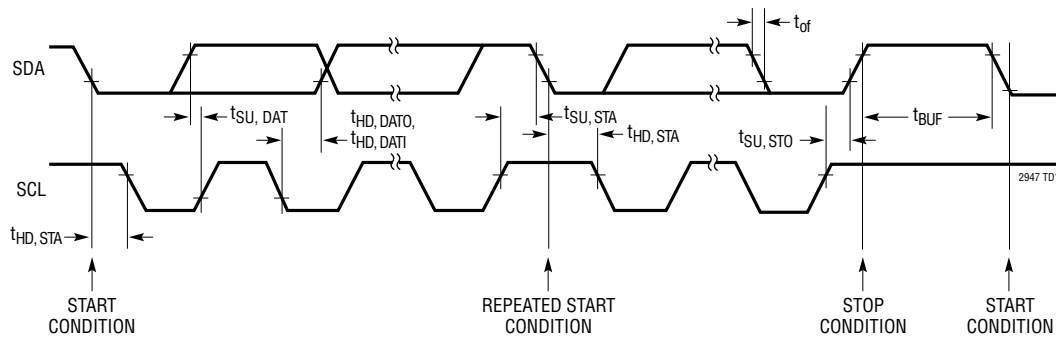 tof
SDA
tSU, DAT
tHD, DATO,
tHD, DATI
tSU, STA
tHD, STA
tSU, STO
tBUF
SCL
2947 TD1
tHD, STA
START
CONDITION
REPEATED START
CONDITION
STOP
CONDITION
START
CONDITION